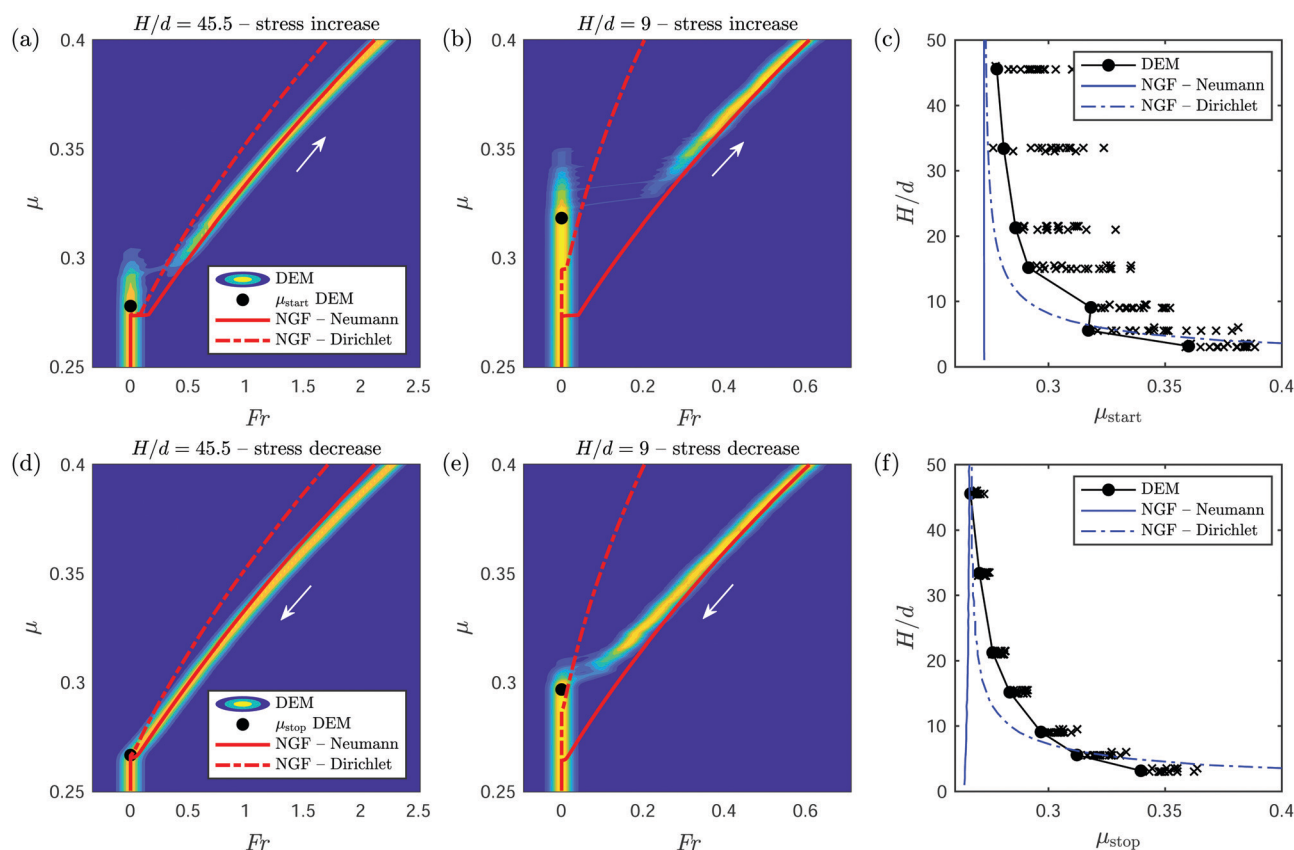 (a)
H/d = 45.5 – stress increase
0.4
0.35
0.3
0.25
μ
0
0.5
1
1.5
2
2.5
Fr
DEM
μstart DEM
NGF – Neumann
NGF – Dirichlet
(b)
H/d = 9 – stress increase
0.4
0.35
0.3
0.25
μ
0
0.2
0.4
0.6
Fr
(c)
50
40
30
20
10
0
H/d
0.3
0.35
0.4
μstart
DEM
NGF – Neumann
NGF – Dirichlet
(d)
H/d = 45.5 – stress decrease
0.4
0.35
0.3
0.25
μ
0
0.5
1
1.5
2
2.5
Fr
DEM
μstop DEM
NGF – Neumann
NGF – Dirichlet
(e)
H/d = 9 – stress decrease
0.4
0.35
0.3
0.25
μ
0
0.2
0.4
0.6
Fr
(f)
50
40
30
20
10
0
H/d
0.3
0.35
0.4
μstop
DEM
NGF – Neumann
NGF – Dirichlet